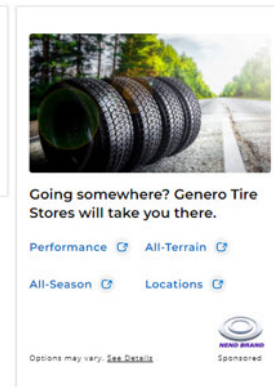 Going somewhere? Genero Tire
Stores will take you there.
Performance All-Terrain
All-Season Locations
NEND BRAND
Options may vary. See Details Sponsored